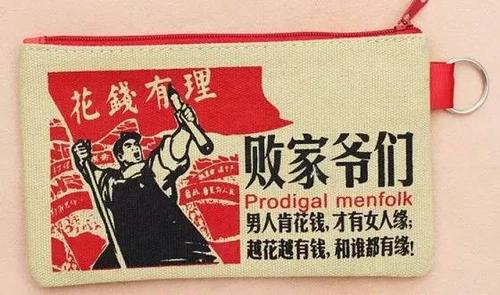 花錢有理
败家爷们
Prodigal menfolk
男人肯花钱,才有女人缘;
越花越有钱,和谁都有缘!